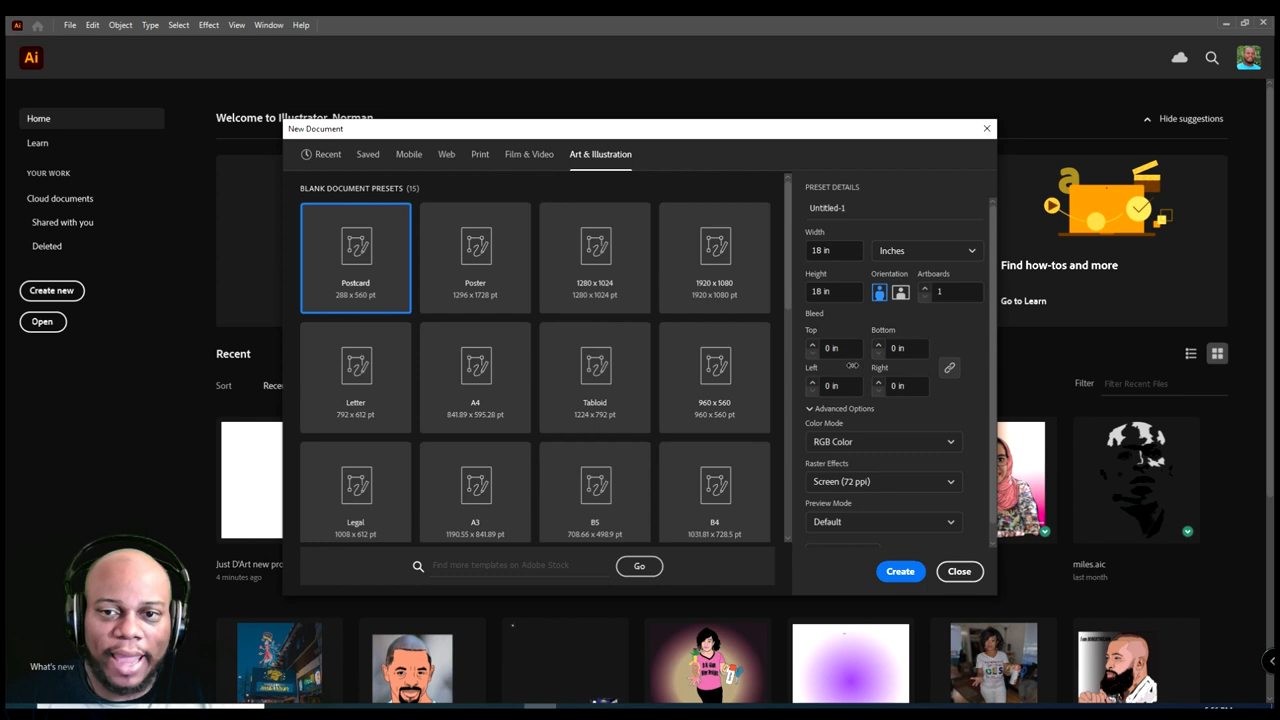 Ai
File Edit Object Type Select Effect View Window Help
Ai
Home
Learn
YOUR WORK
Cloud documents
Shared with you
Deleted
Create new
Open
What's new
Welcome to Illustrator, Norman
Hide suggestions
New Document
Recent Saved Mobile Web Print Film & Video Art & Illustration
BLANK DOCUMENT PRESETS (15)
Postcard
288 x 560 pt
Poster
1296 x 1728 pt
1280 x 1024
1280 x 1024 pt
1920 x 1080
1920 x 1080 pt
Letter
792 x 612 pt
A4
841.89 x 595.28 pt
Tabloid
1224 x 792 pt
960 x 560
960 x 560 pt
Legal
1008 x 612 pt
A3
1190.55 x 841.89 pt
B5
708.66 x 498.9 pt
B4
1031.81 x 728.5 pt
Find more templates on Adobe Stock
Go
PRESET DETAILS
Untitled-1
Width
18 in Inches
Height Orientation Artboards
18 in 1
Bleed
Top Bottom
0 in 0 in
Left Right
0 in 0 in
Advanced Options
Color Mode
RGB Color
Raster Effects
Screen (72 ppi)
Preview Mode
Default
Create Close
a
Find how-tos and more
Go to Learn
Recent
Sort
Filter Filter Recent Files
Just D'Art new
4 minutes ago
miles.aic
last month